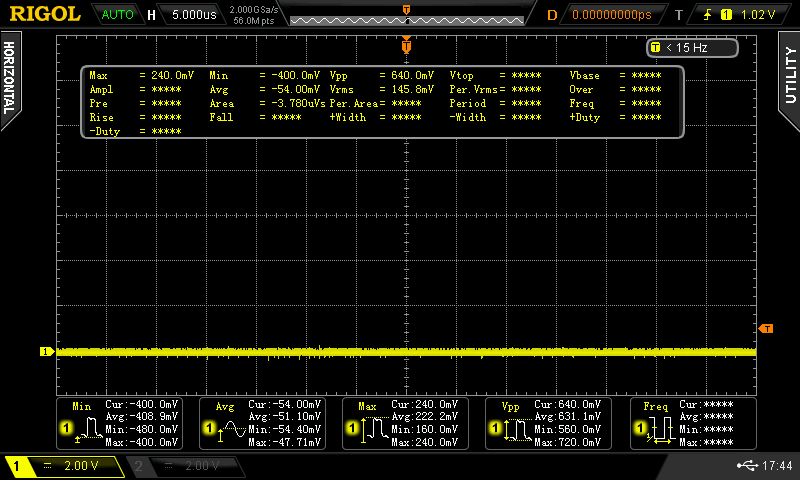 RIGOL AUTO H 5.000us 2.000GSa/s 56.0M pts T D 0.00000000ps T 1 1.02 V
HORIZONTAL
UTILITY
T
T < 15 Hz
Max = 240.0mV Min = -400.0mV Vpp = 640.0mV Vtop = ***** Vbase = *****
Ampl = ***** Avg = -54.00mV Vrms = 145.8mV Per.Vrms= ***** Over = *****
Pre = ***** Area = -3.780uVs Per.Area= ***** Period = ***** Freq = *****
Rise = ***** Fall = ***** +Width = ***** -Width = ***** +Duty = *****
-Duty = *****
T
1
Min Cur:-400.0mV
Avg:-408.9mV
1 Min:-480.0mV
Max:-400.0mV
Avg Cur:-54.00mV
Avg:-51.10mV
1 Min:-54.40mV
Max:-47.71mV
Max Cur:240.0mV
Avg:222.2mV
1 Min:160.0mV
Max:240.0mV
Vpp Cur:640.0mV
Avg:631.1mV
1 Min:560.0mV
Max:720.0mV
Freq Cur:*****
Avg:*****
1 Min:*****
Max:*****
1 2.00 V 2 2.00 V 17:44